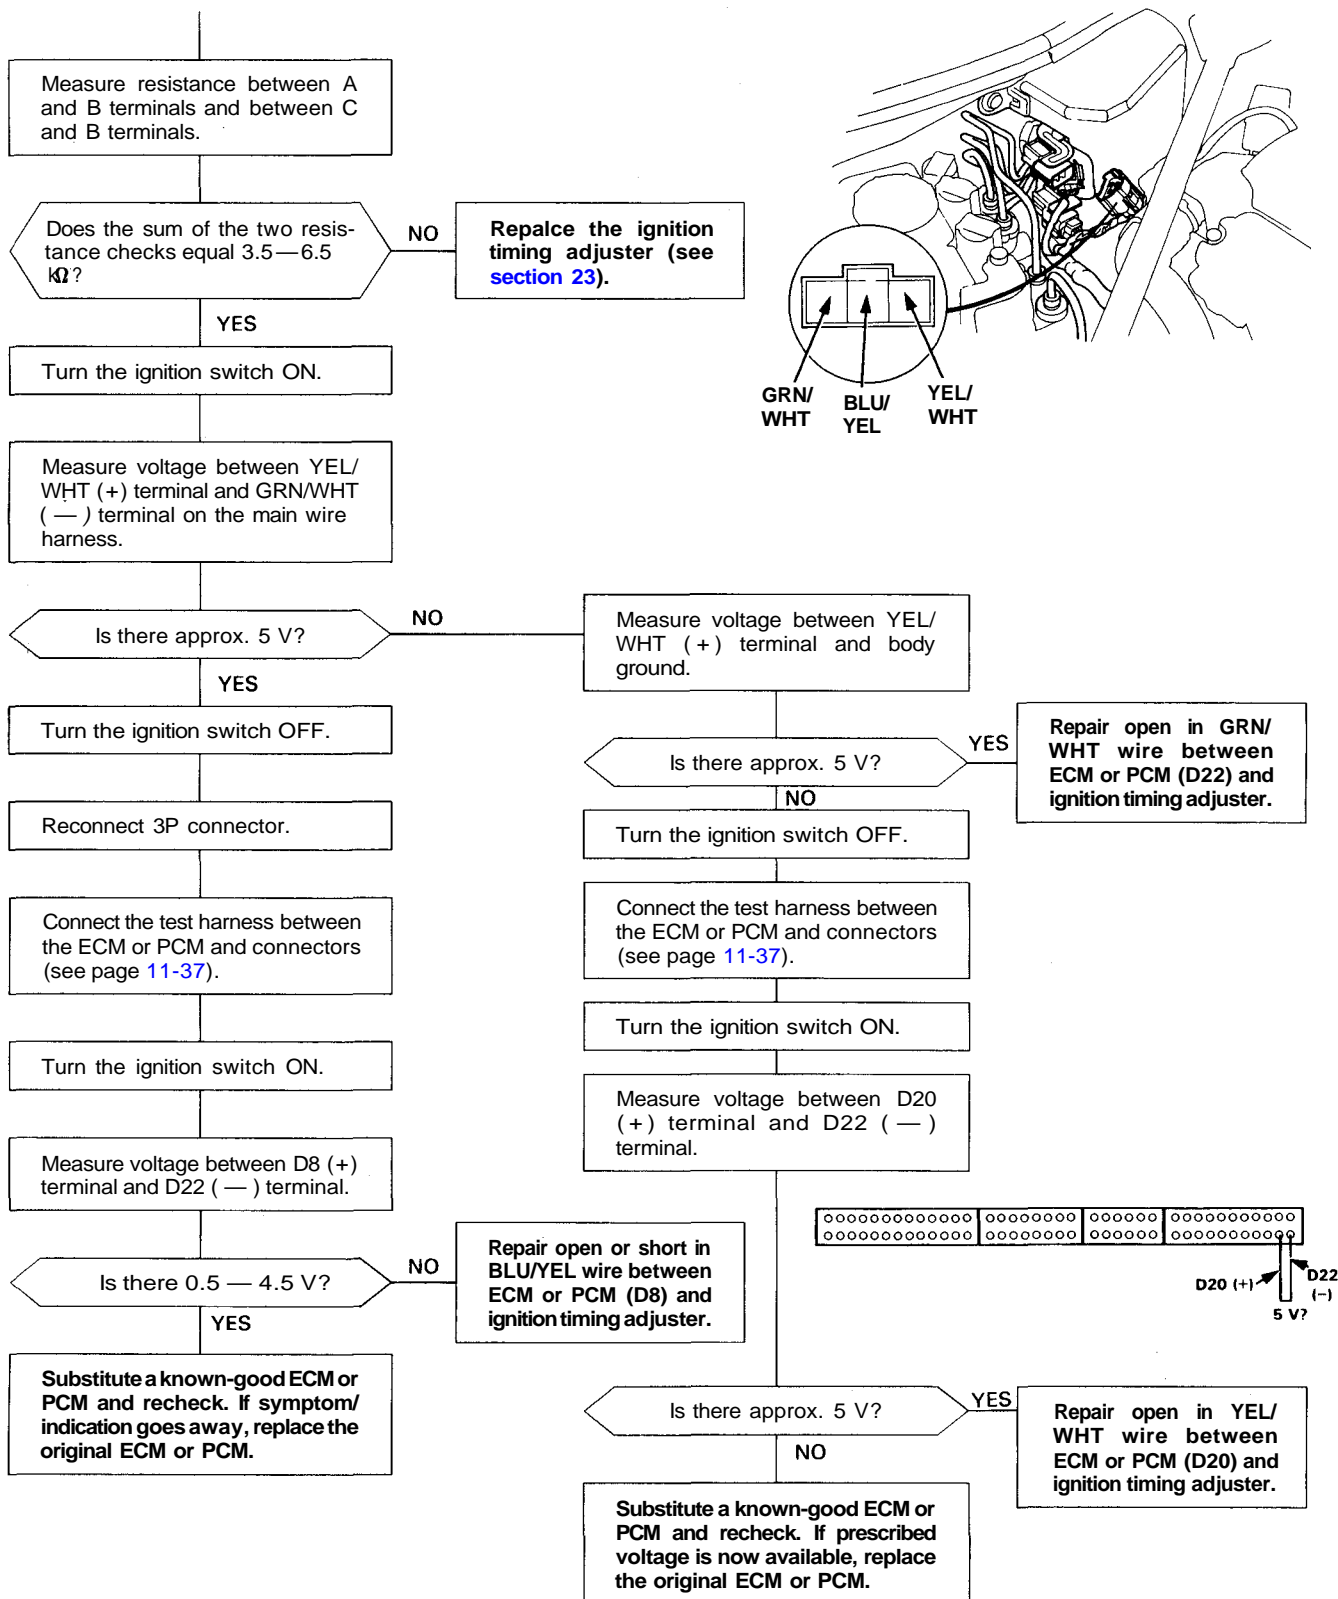 Measure resistance between A
and B terminals and between C
and B terminals.
Does the sum of the two resis-
tance checks equal 3.5—6.5
kΩ?
NO
Repalce the ignition
timing adjuster (see
section 23).
YES
Turn the ignition switch ON.
GRN/
WHT
BLU/
YEL
YEL/
WHT
Measure voltage between YEL/
WHT (+) terminal and GRN/WHT
( — ) terminal on the main wire
harness.
Is there approx. 5 V?
NO
Measure voltage between YEL/
WHT (+) terminal and body
ground.
YES
Turn the ignition switch OFF.
Is there approx. 5 V?
YES
Repair open in GRN/
WHT wire between
ECM or PCM (D22) and
ignition timing adjuster.
NO
Reconnect 3P connector.
Turn the ignition switch OFF.
Connect the test harness between
the ECM or PCM and connectors
(see page 11-37).
Connect the test harness between
the ECM or PCM and connectors
(see page 11-37).
Turn the ignition switch ON.
Turn the ignition switch ON.
Measure voltage between D20
(+) terminal and D22 ( — )
terminal.
Measure voltage between D8 (+)
terminal and D22 ( — ) terminal.
D20 (+)
D22
(−)
5 V?
Is there 0.5 — 4.5 V?
NO
Repair open or short in
BLU/YEL wire between
ECM or PCM (D8) and
ignition timing adjuster.
YES
Substitute a known-good ECM or
PCM and recheck. If symptom/
indication goes away, replace the
original ECM or PCM.
Is there approx. 5 V?
YES
Repair open in YEL/
WHT wire between
ECM or PCM (D20) and
ignition timing adjuster.
NO
Substitute a known-good ECM or
PCM and recheck. If prescribed
voltage is now available, replace
the original ECM or PCM.